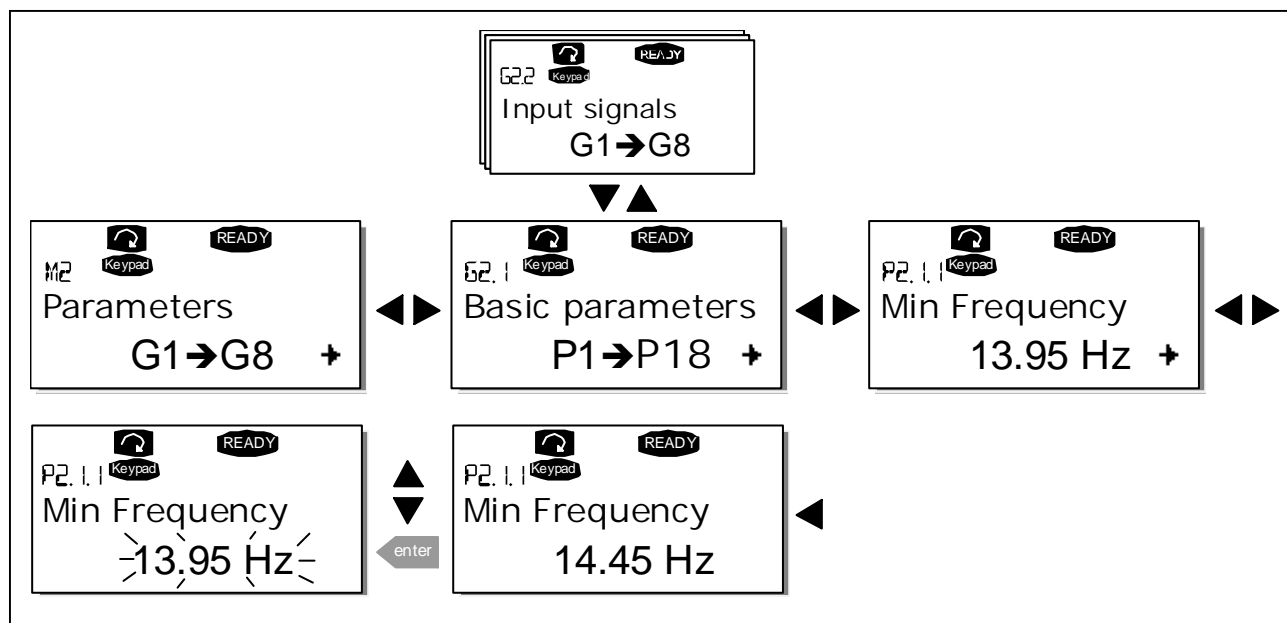 READY
G2.2 Keypad
Input signals
G1➔G8
READY
M2 Keypad
Parameters
G1➔G8
READY
G2.1 Keypad
Basic parameters
P1➔P18
READY
P2.1.1 Keypad
Min Frequency
13.95 Hz
READY
P2.1.1 Keypad
Min Frequency
13.95 Hz
enter
READY
P2.1.1 Keypad
Min Frequency
14.45 Hz